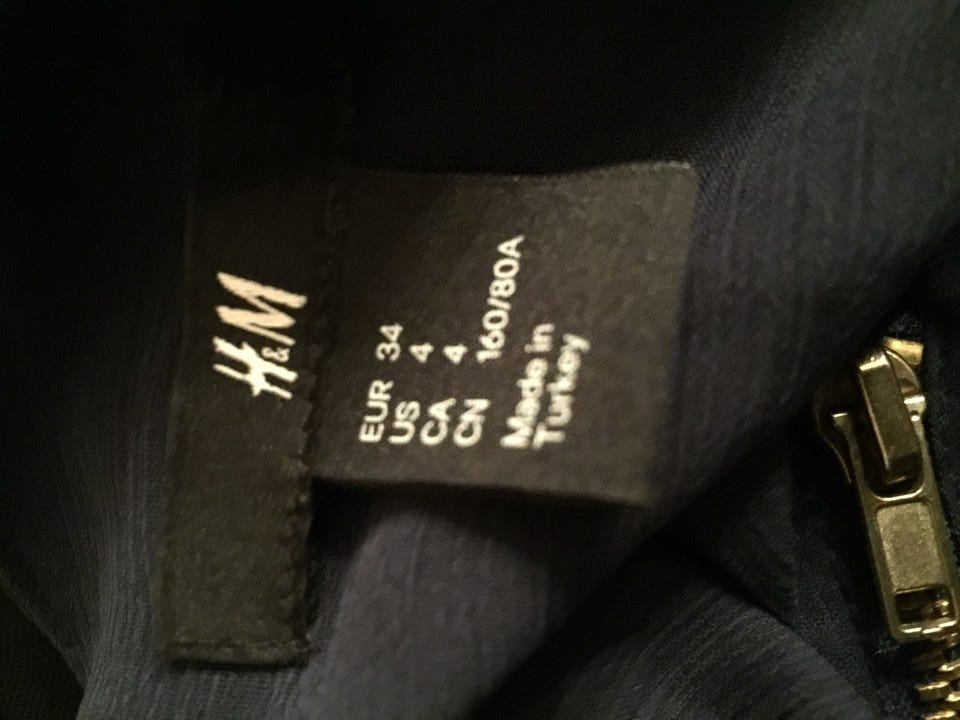 H&M
EUR 34
US 4
CA 4
CN 160/80A
Made in
Turkey